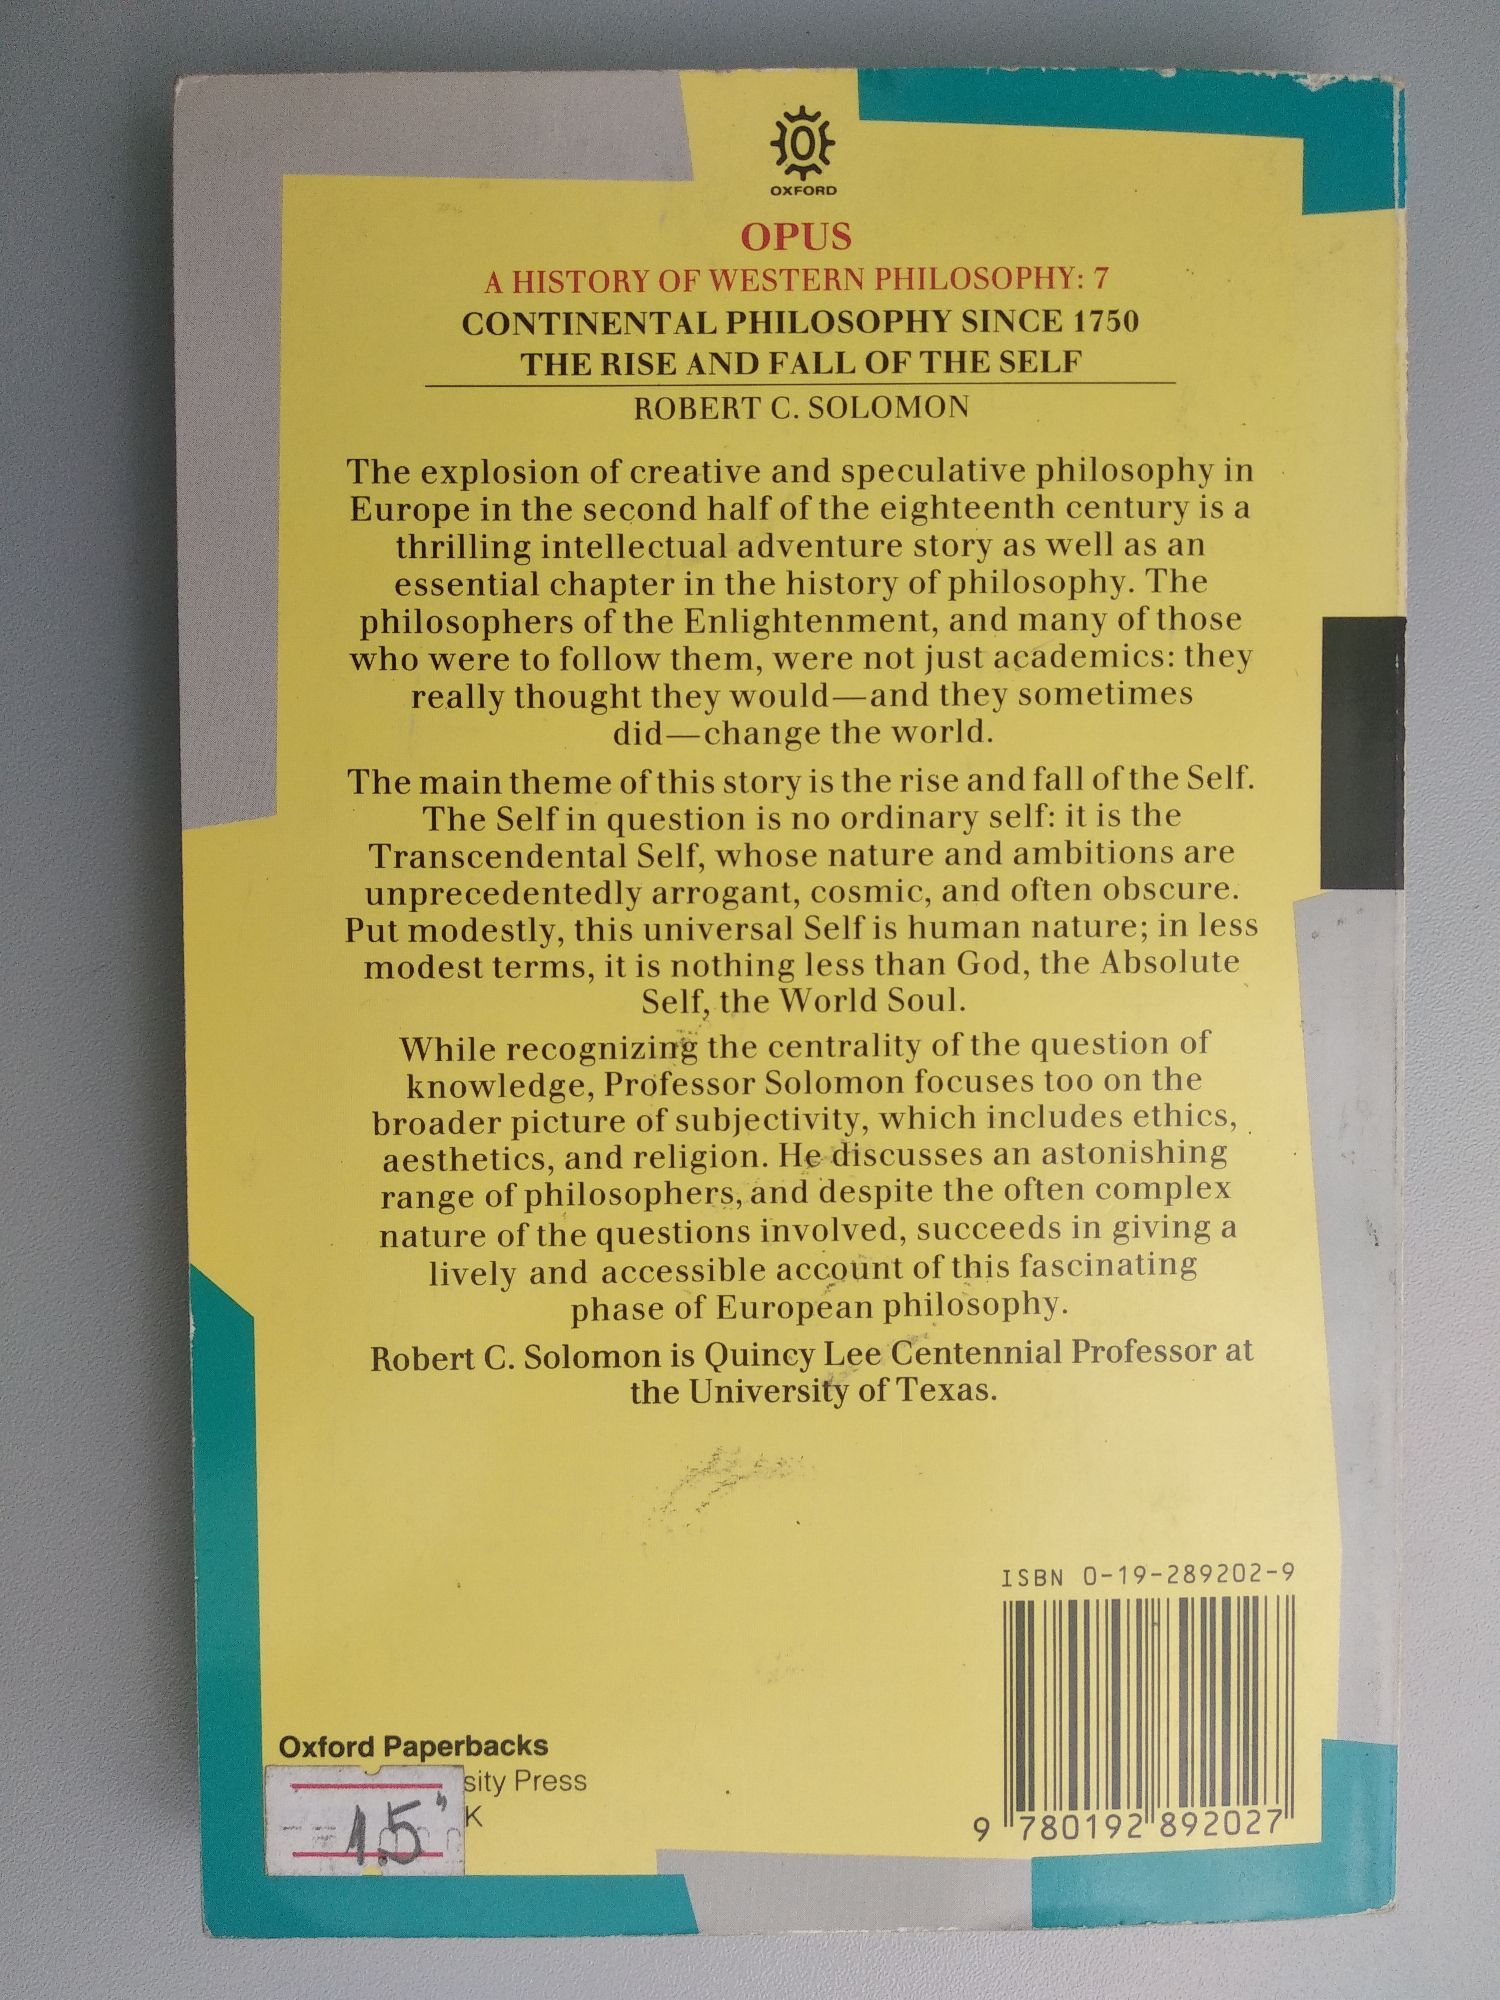 OXFORD
OPUS
A HISTORY OF WESTERN PHILOSOPHY: 7
CONTINENTAL PHILOSOPHY SINCE 1750
THE RISE AND FALL OF THE SELF
ROBERT C. SOLOMON
The explosion of creative and speculative philosophy in
Europe in the second half of the eighteenth century is a
thrilling intellectual adventure story as well as an
essential chapter in the history of philosophy. The
philosophers of the Enlightenment, and many of those
who were to follow them, were not just academics: they
really thought they would—and they sometimes
did—change the world.
The main theme of this story is the rise and fall of the Self.
The Self in question is no ordinary self: it is the
Transcendental Self, whose nature and ambitions are
unprecedentedly arrogant, cosmic, and often obscure.
Put modestly, this universal Self is human nature; in less
modest terms, it is nothing less than God, the Absolute
Self, the World Soul.
While recognizing the centrality of the question of
knowledge, Professor Solomon focuses too on the
broader picture of subjectivity, which includes ethics,
aesthetics, and religion. He discusses an astonishing
range of philosophers, and despite the often complex
nature of the questions involved, succeeds in giving a
lively and accessible account of this fascinating
phase of European philosophy.
Robert C. Solomon is Quincy Lee Centennial Professor at
the University of Texas.
ISBN 0-19-289202-9
9 780192 892027
Oxford Paperbacks
sity Press
K